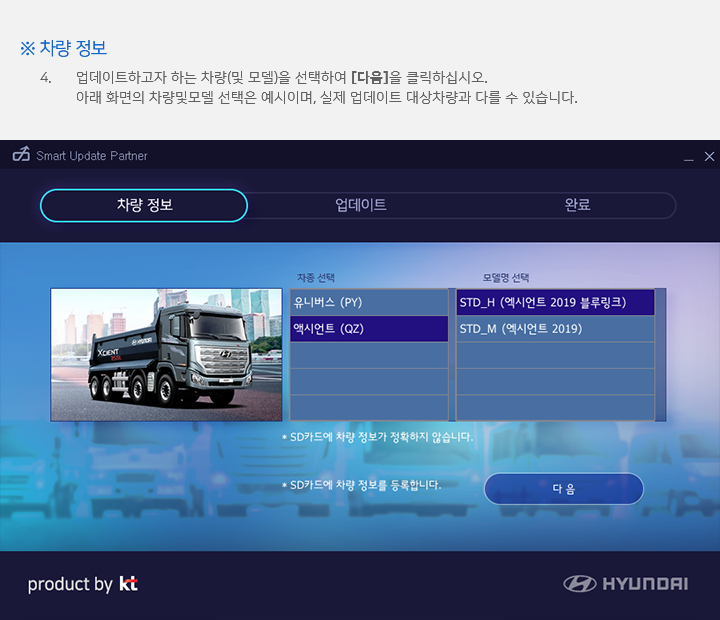 ※ 차량 정보
4. 업데이트하고자 하는 차량(및 모델)을 선택하여 [다음]을 클릭하십시오.
아래 화면의 차량및모델 선택은 예시이며, 실제 업데이트 대상차량과 다를 수 있습니다.
Smart Update Partner
차량 정보 업데이트 완료
차종 선택 모델명 선택
유니버스 (PY) STD_H (엑시언트 2019 블루링크)
액시언트 (QZ) STD_M (엑시언트 2019)
HYUNDAI
XCIENT
* SD카드에 차량 정보가 정확하지 않습니다.
* SD카드에 차량 정보를 등록합니다.
다 음
product by kt HYUNDAI